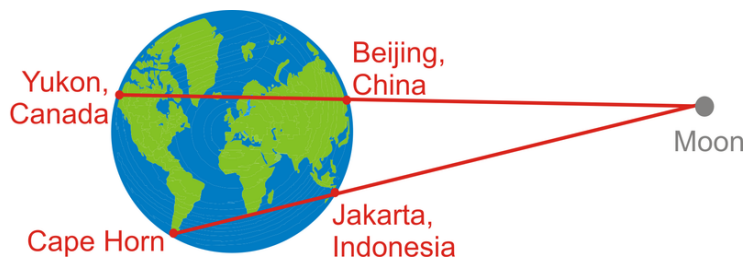 Yukon,
Canada
Beijing,
China
Moon
Cape Horn
Jakarta,
Indonesia